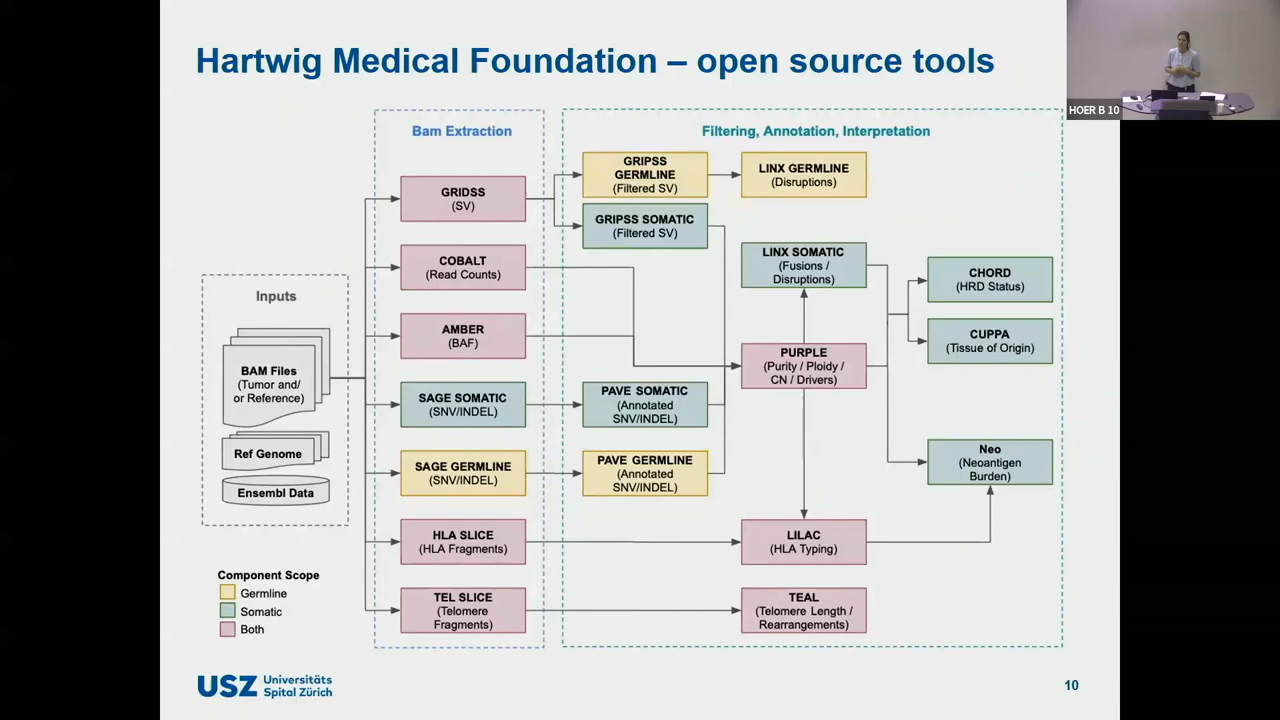 Hartwig Medical Foundation – open source tools
HOER B 10
Bam Extraction
Filtering, Annotation, Interpretation
Inputs
BAM Files
(Tumor and/
or Reference)
Ref Genome
Ensembl Data
GRIDSS
(SV)
COBALT
(Read Counts)
AMBER
(BAF)
SAGE SOMATIC
(SNV/INDEL)
SAGE GERMLINE
(SNV/INDEL)
HLA SLICE
(HLA Fragments)
TEL SLICE
(Telomere
Fragments)
GRIPSS
GERMLINE
(Filtered SV)
GRIPSS SOMATIC
(Filtered SV)
PAVE SOMATIC
(Annotated
SNV/INDEL)
PAVE GERMLINE
(Annotated
SNV/INDEL)
LINX GERMLINE
(Disruptions)
LINX SOMATIC
(Fusions /
Disruptions)
PURPLE
(Purity / Ploidy /
CN / Drivers)
LILAC
(HLA Typing)
TEAL
(Telomere Length /
Rearrangements)
CHORD
(HRD Status)
CUPPA
(Tissue of Origin)
Neo
(Neoantigen
Burden)
Component Scope
Germline
Somatic
Both
USZ Universitäts
Spital Zürich
10